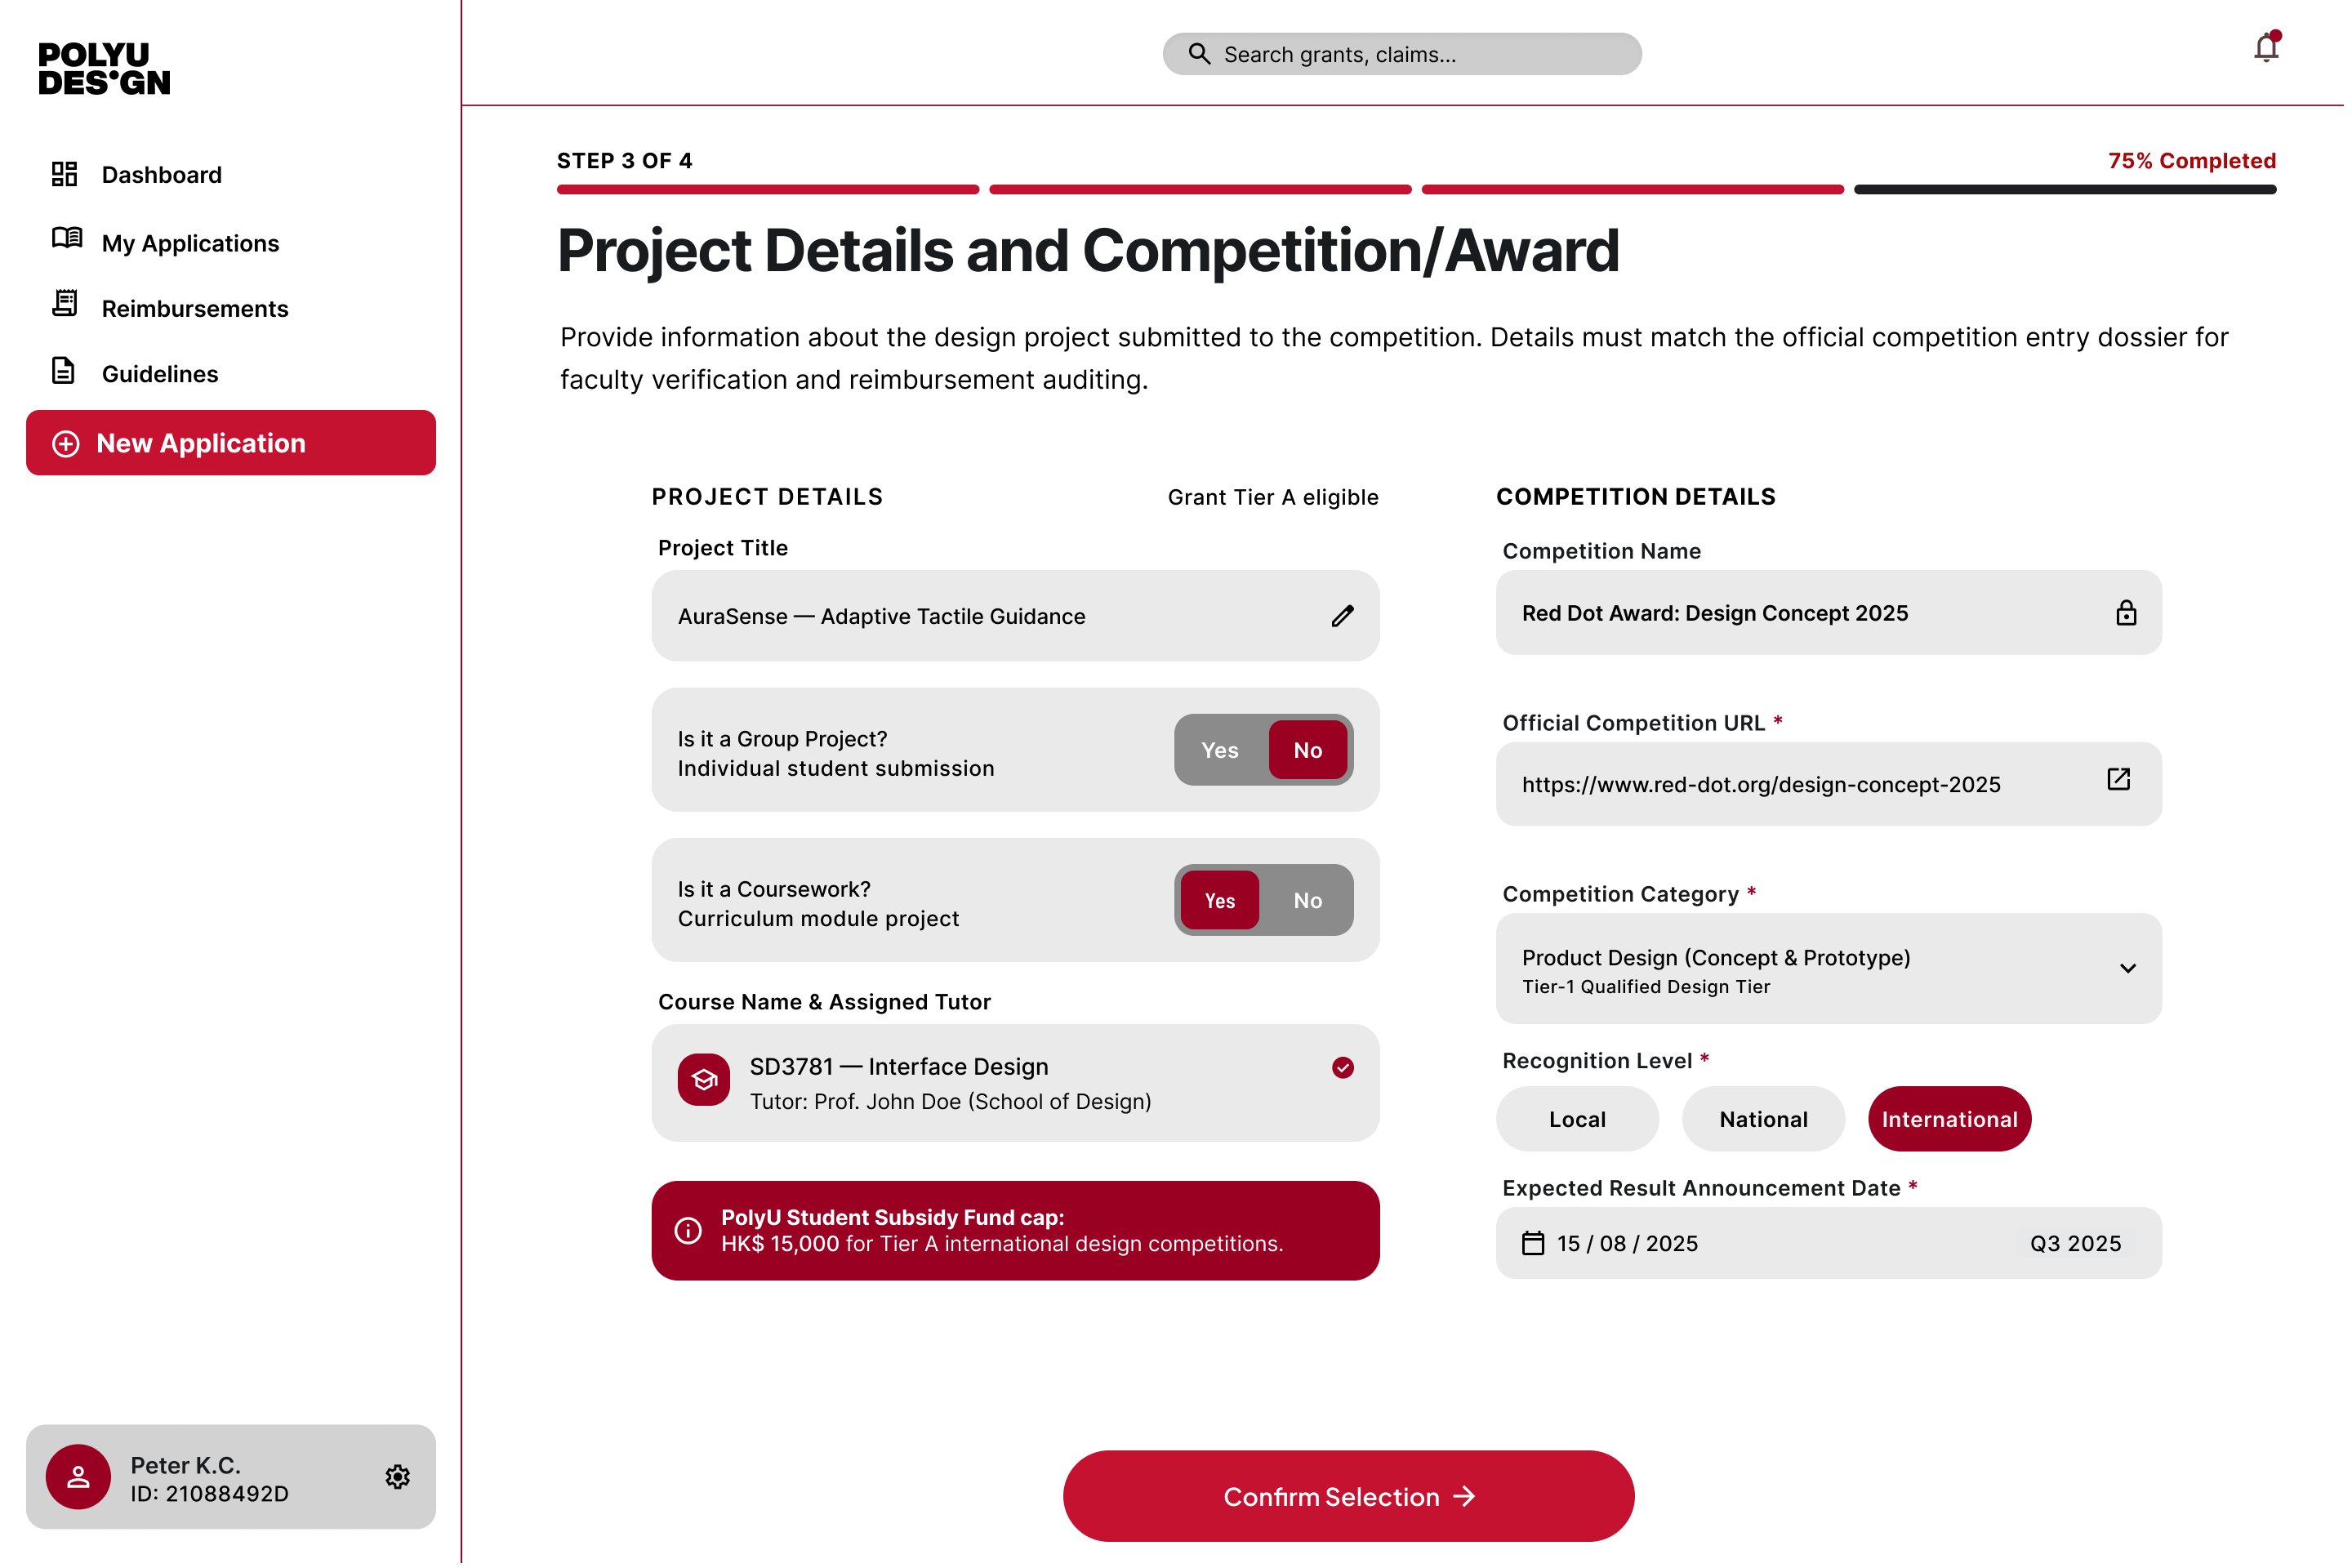 POLYU
DESIGN
Search grants, claims...
Dashboard
My Applications
Reimbursements
Guidelines
New Application
STEP 3 OF 4
75% Completed
Project Details and Competition/Award
Provide information about the design project submitted to the competition. Details must match the official competition entry dossier for
faculty verification and reimbursement auditing.
PROJECT DETAILS
Grant Tier A eligible
Project Title
AuraSense — Adaptive Tactile Guidance
Is it a Group Project?
Individual student submission
Yes
No
Is it a Coursework?
Curriculum module project
Yes
No
Course Name & Assigned Tutor
SD3781 — Interface Design
Tutor: Prof. John Doe (School of Design)
PolyU Student Subsidy Fund cap:
HK$ 15,000 for Tier A international design competitions.
COMPETITION DETAILS
Competition Name
Red Dot Award: Design Concept 2025
Official Competition URL *
https://www.red-dot.org/design-concept-2025
Competition Category *
Product Design (Concept & Prototype)
Tier-1 Qualified Design Tier
Recognition Level *
Local
National
International
Expected Result Announcement Date *
15 / 08 / 2025
Q3 2025
Confirm Selection →
Peter K.C.
ID: 21088492D